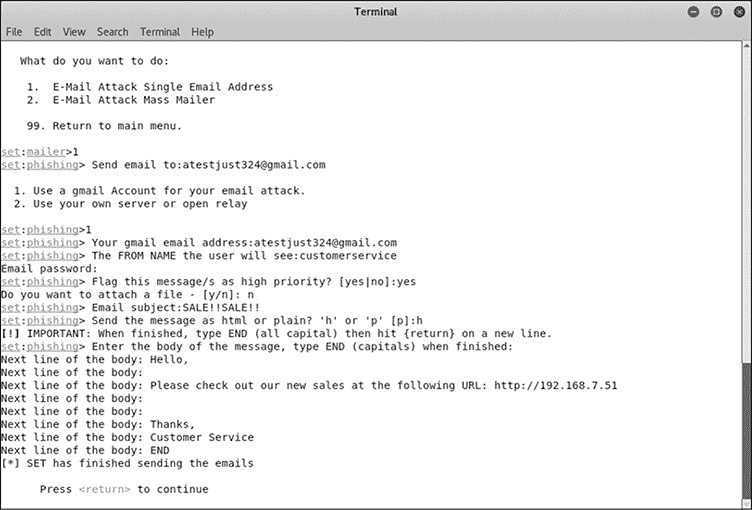 Terminal
File Edit View Search Terminal Help
What do you want to do:
1. E-Mail Attack Single Email Address
2. E-Mail Attack Mass Mailer
99. Return to main menu.
set:mailer>1
set:phishing> Send email to:atestjust324@gmail.com
1. Use a gmail Account for your email attack.
2. Use your own server or open relay
set:phishing>1
set:phishing> Your gmail email address:atestjust324@gmail.com
set:phishing> The FROM NAME the user will see:customerservice
Email password:
set:phishing> Flag this message/s as high priority? [yes|no]:yes
Do you want to attach a file - [y/n]: n
set:phishing> Email subject:SALE!!SALE!!
set:phishing> Send the message as html or plain? 'h' or 'p' [p]:h
[!] IMPORTANT: When finished, type END (all capital) then hit {return} on a new line.
set:phishing> Enter the body of the message, type END (capitals) when finished:
Next line of the body: Hello,
Next line of the body:
Next line of the body: Please check out our new sales at the following URL: http://192.168.7.51
Next line of the body:
Next line of the body:
Next line of the body: Thanks,
Next line of the body: Customer Service
Next line of the body: END
[*] SET has finished sending the emails
Press <return> to continue